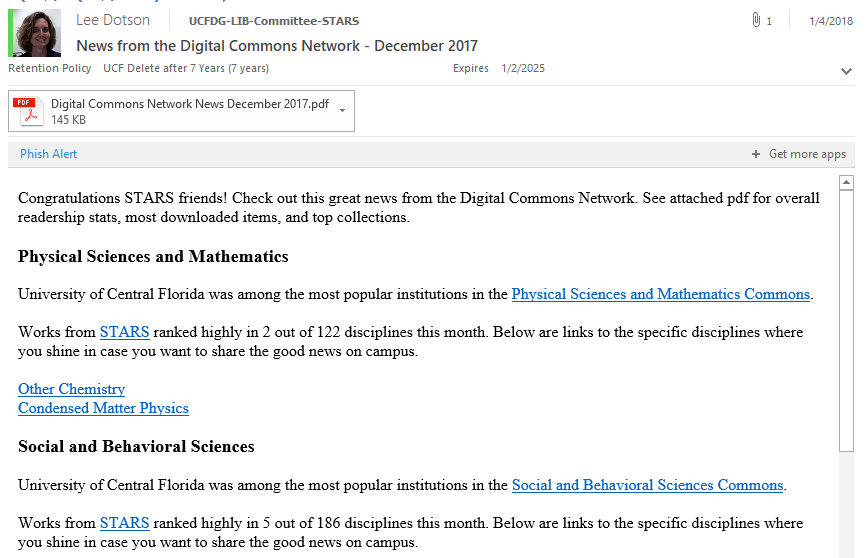 Lee Dotson UCFDG-LIB-Committee-STARS 1 1/4/2018
News from the Digital Commons Network - December 2017
Retention Policy UCF Delete after 7 Years (7 years) Expires 1/2/2025
PDF Digital Commons Network News December 2017.pdf
145 KB
Phish Alert + Get more apps
Congratulations STARS friends! Check out this great news from the Digital Commons Network. See attached pdf for overall
readership stats, most downloaded items, and top collections.
Physical Sciences and Mathematics
University of Central Florida was among the most popular institutions in the Physical Sciences and Mathematics Commons.
Works from STARS ranked highly in 2 out of 122 disciplines this month. Below are links to the specific disciplines where
you shine in case you want to share the good news on campus.
Other Chemistry
Condensed Matter Physics
Social and Behavioral Sciences
University of Central Florida was among the most popular institutions in the Social and Behavioral Sciences Commons.
Works from STARS ranked highly in 5 out of 186 disciplines this month. Below are links to the specific disciplines where
you shine in case you want to share the good news on campus.